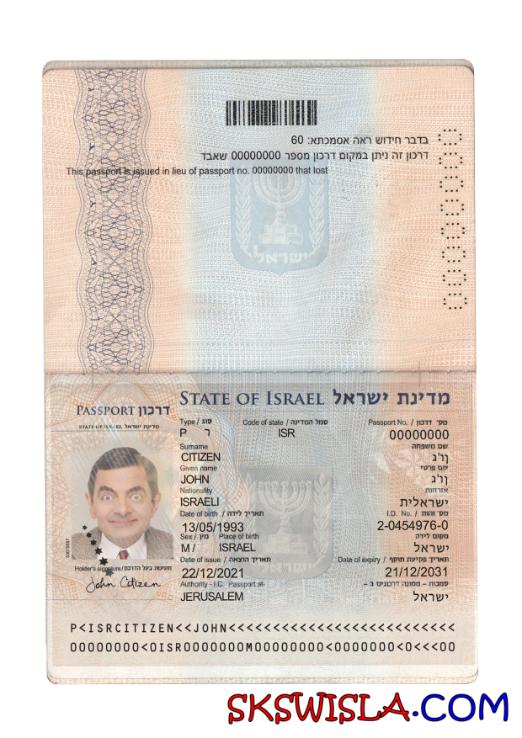 בדבר חידוש ראה אסמכתא: 60
דרכון זה ניתן במקום דרכון מספר 00000000 שאבד
This passport is issued in lieu of passport no. 00000000 that lost
00000000
PASSPORT דרכון STATE OF ISRAEL מדינת ישראל
STATE OF ISRAEL מדינת ישראל
Type / סוג Code of state / סמל המדינה Passport No. / מס' דרכון
P ר ISR 00000000
Surname שם משפחה
CITIZEN ןו'ג
Given name שם פרטי
JOHN ןו'ג
Nationality אזרחות
ISRAELI ישראלית
Date of birth / תאריך לידה I.D. No. / מס' זהות
13/05/1993 2-0454976-0
Sex / מין Place of birth מקום לידה
M / ISRAEL ישראל
Date of issue / תאריך הוצאה Date of expiry / תאריך פקיעת תוקף
22/12/2021 21/12/2031
Authority - I.C. Passport at-
JERUSALEM ישראל
Holder's signature / חתימת בעל הדרכון
John Citizen
ישראל
P<ISRCITIZEN<<JOHN<<<<<<<<<<<<<<<<<<<<<<<<<<
00000000<0ISR0000000M0000000000<<0000000<0<<<00
SKSWISLA.COM